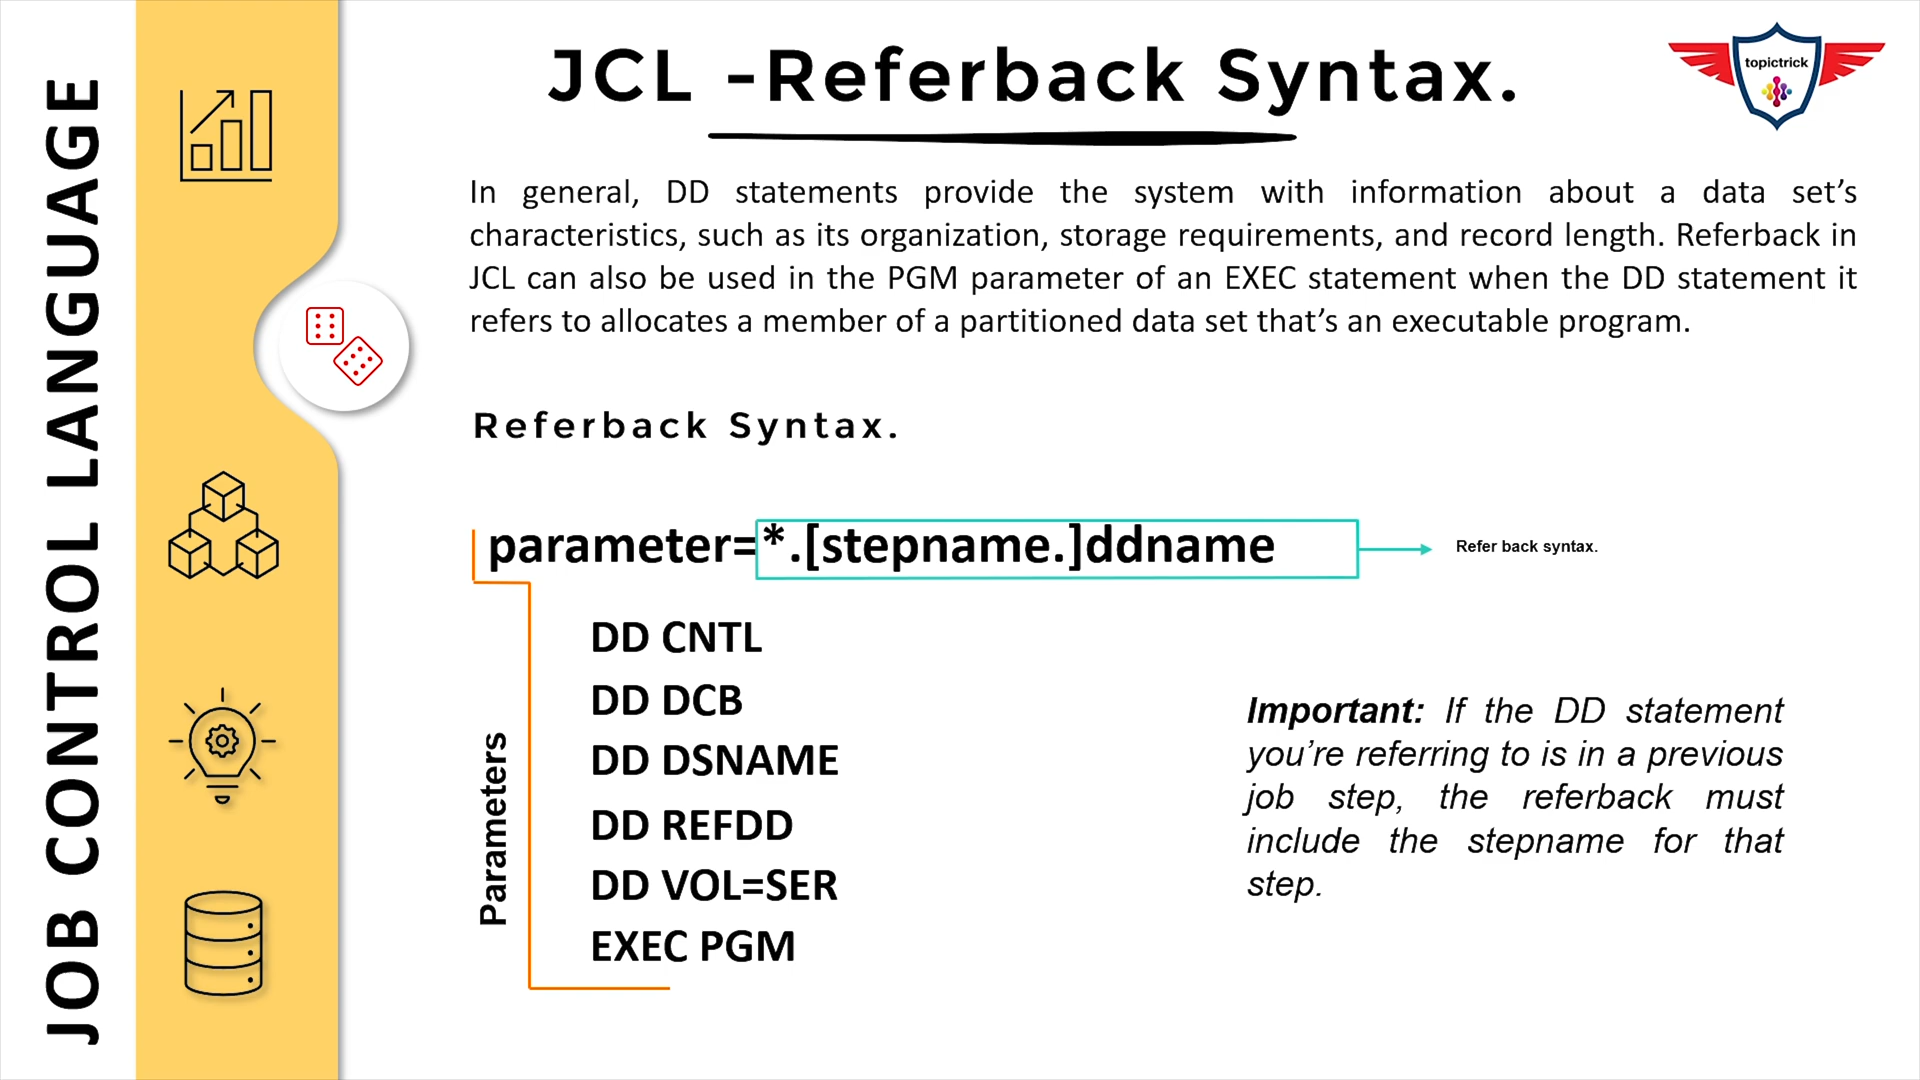 JOB CONTROL LANGUAGE
JCL -Referback Syntax.
topictrick
In general, DD statements provide the system with information about a data set’s
characteristics, such as its organization, storage requirements, and record length. Referback in
JCL can also be used in the PGM parameter of an EXEC statement when the DD statement it
refers to allocates a member of a partitioned data set that’s an executable program.
Referback Syntax.
parameter=*.[stepname.]ddname
Refer back syntax.
Parameters
DD CNTL
DD DCB
DD DSNAME
DD REFDD
DD VOL=SER
EXEC PGM
Important: If the DD statement
you’re referring to is in a previous
job step, the referback must
include the stepname for that
step.